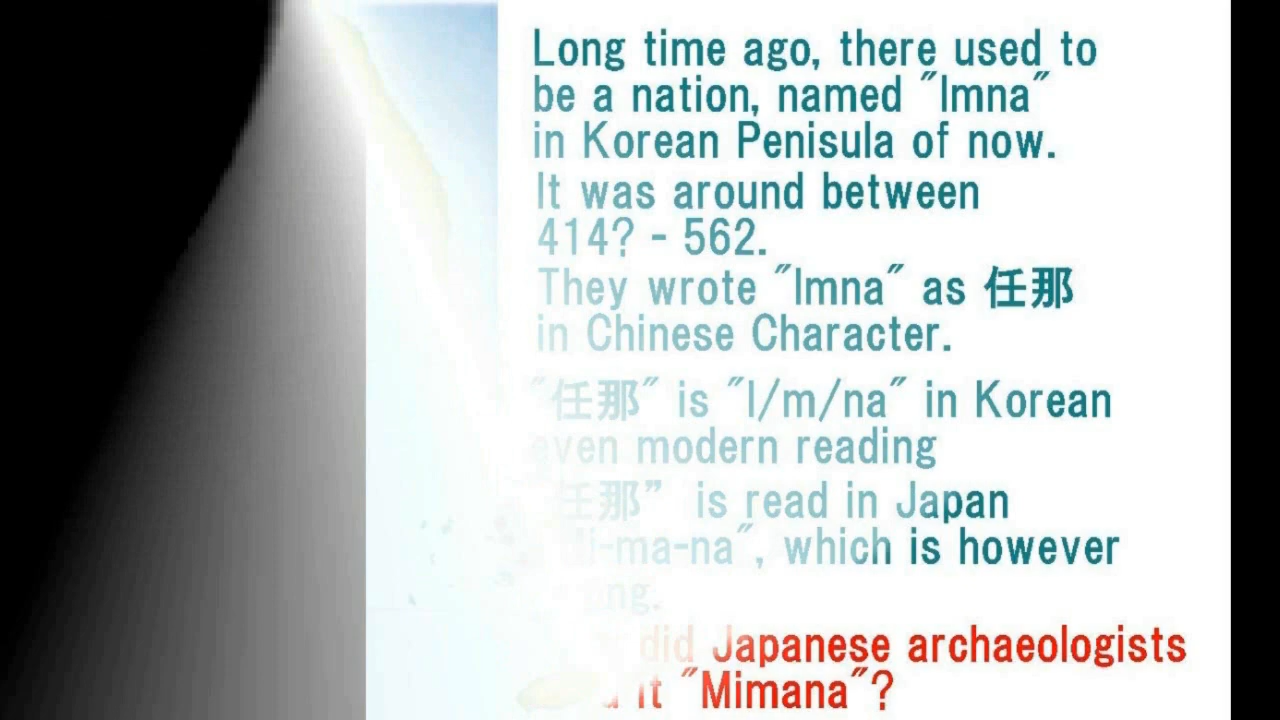 Long time ago, there used to
be a nation, named "Imna"
in Korean Penisula of now.
It was around between
414? - 562.
They wrote "Imna" as 任那
in Chinese Character.
"任那" is "I/m/na" in Korean
even modern reading
任那" is read in Japan
i-ma-na", which is however
did Japanese archaeologists
it "Mimana"?